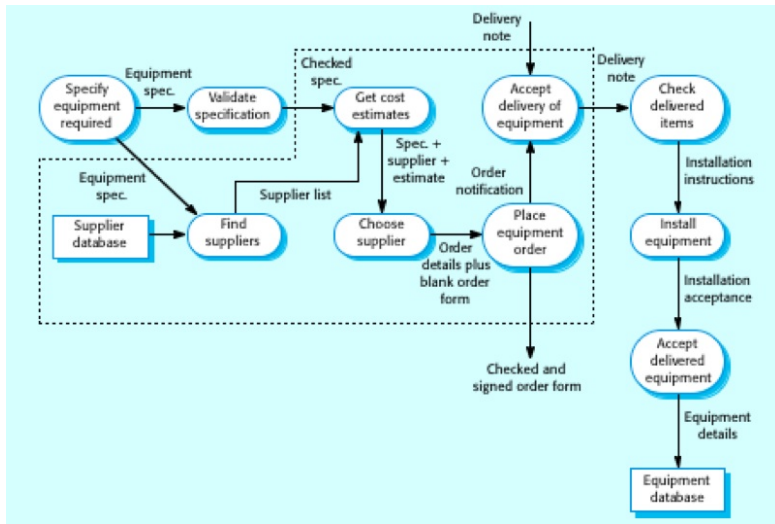 Delivery
note
Specify
equipment
required
Equipment
spec.
Validate
specification
Checked
spec.
Get cost
estimates
Accept
delivery of
equipment
Delivery
note
Check
delivered
items
Spec. +
supplier +
estimate
Order
notification
Installation
instructions
Equipment
spec.
Supplier list
Supplier
database
Find
suppliers
Choose
supplier
Place
equipment
order
Install
equipment
Order
details plus
blank order
form
Installation
acceptance
Checked and
signed order form
Accept
delivered
equipment
Equipment
details
Equipment
database